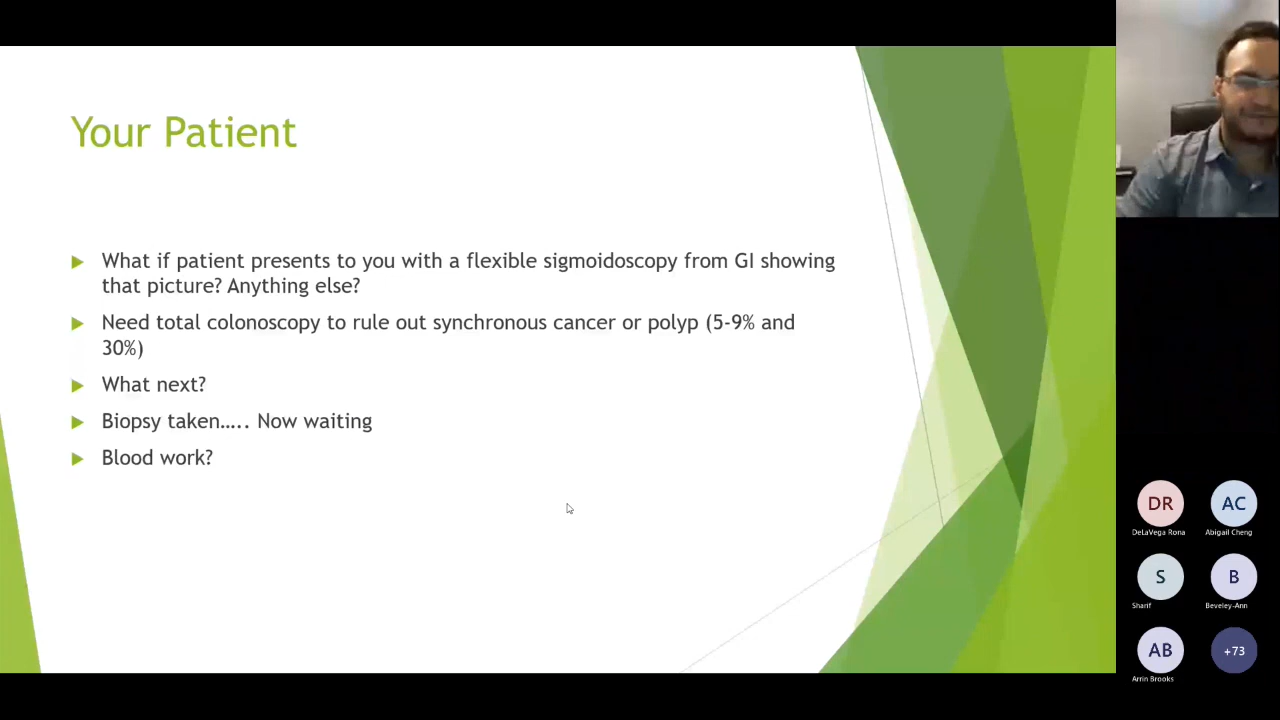 Your Patient
What if patient presents to you with a flexible sigmoidoscopy from GI showing
that picture? Anything else?
Need total colonoscopy to rule out synchronous cancer or polyp (5-9% and
30%)
What next?
Biopsy taken….. Now waiting
Blood work?
DR
DeLaVega Rona
AC
Abigail Cheng
S
Sharif
B
Beveley-Ann
AB
Arrin Brooks
+73